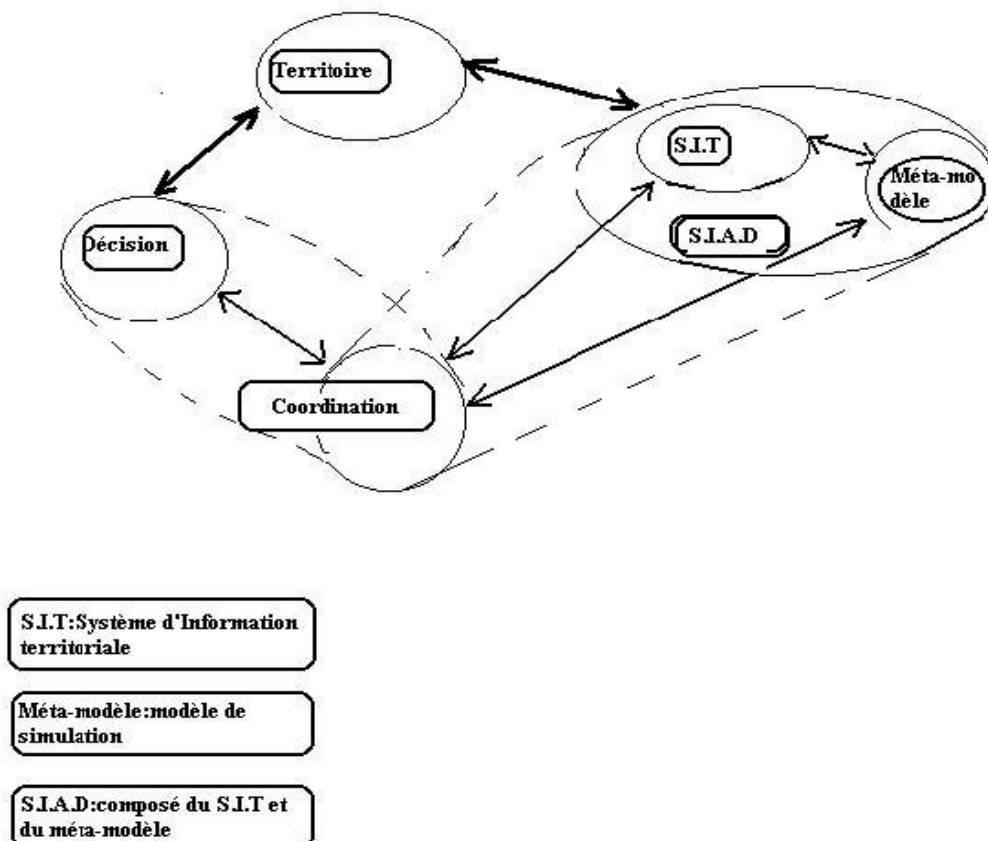 Territoire
S.I.T
Méta-mo
dèle
S.I.A.D
Décision
Coordination
S.I.T:Système d'Information
territoriale
Méta-modèle:modèle de
simulation
S.I.A.D:composé du S.I.T et
du méta-modèle